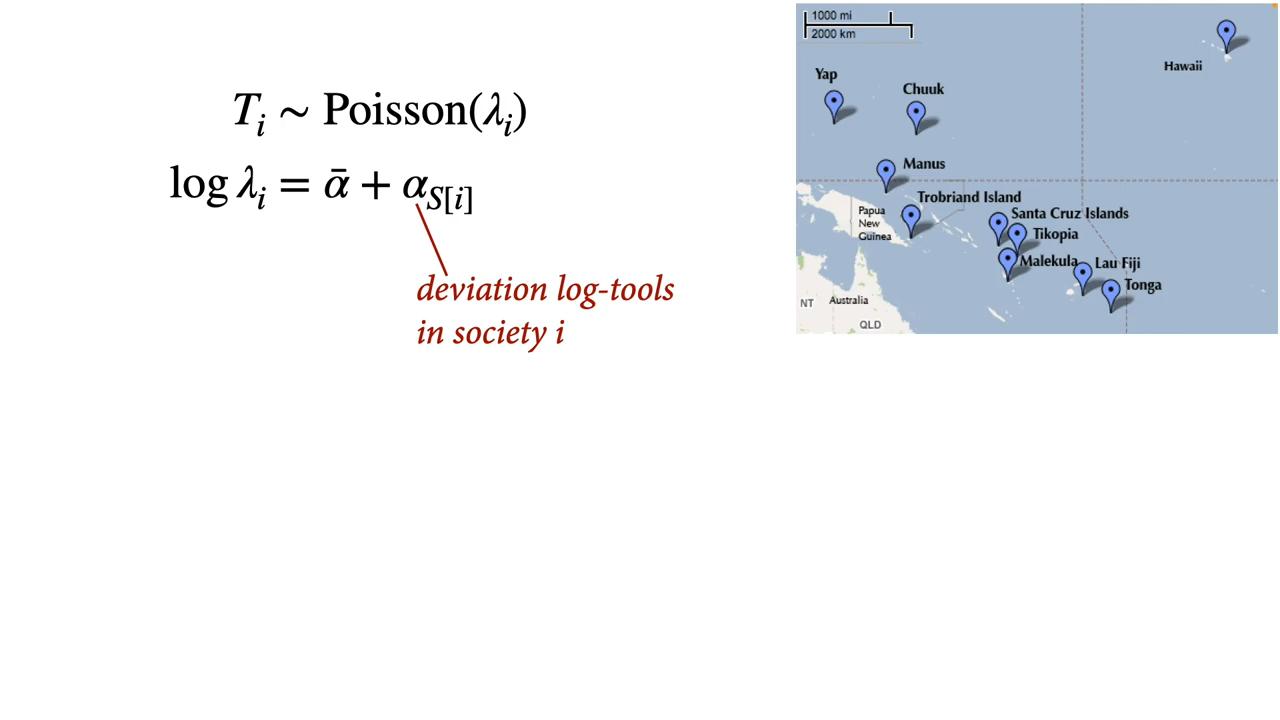 T_i ∼ Poisson(λ_i)
log λ_i = ᾱ + α_{S[i]}
deviation log-tools
in society i
1000 mi
2000 km
Hawaii
Yap
Chuuk
Manus
Trobriand Island
Papua
New
Guinea
Santa Cruz Islands
Tikopia
Malekula
Lau Fiji
Tonga
NT
Australia
QLD